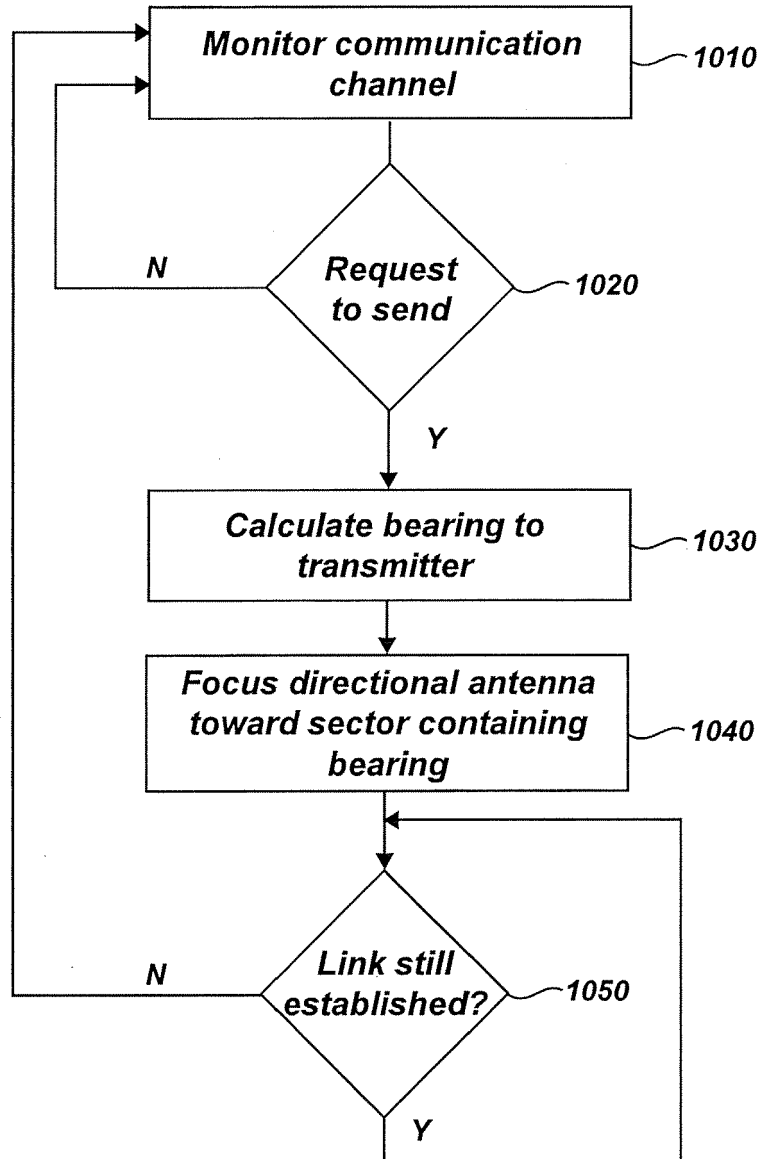 Monitor communication
channel
1010
Request
to send
1020
N
Y
Calculate bearing to
transmitter
1030
Focus directional antenna
toward sector containing
bearing
1040
Link still
established?
1050
N
Y